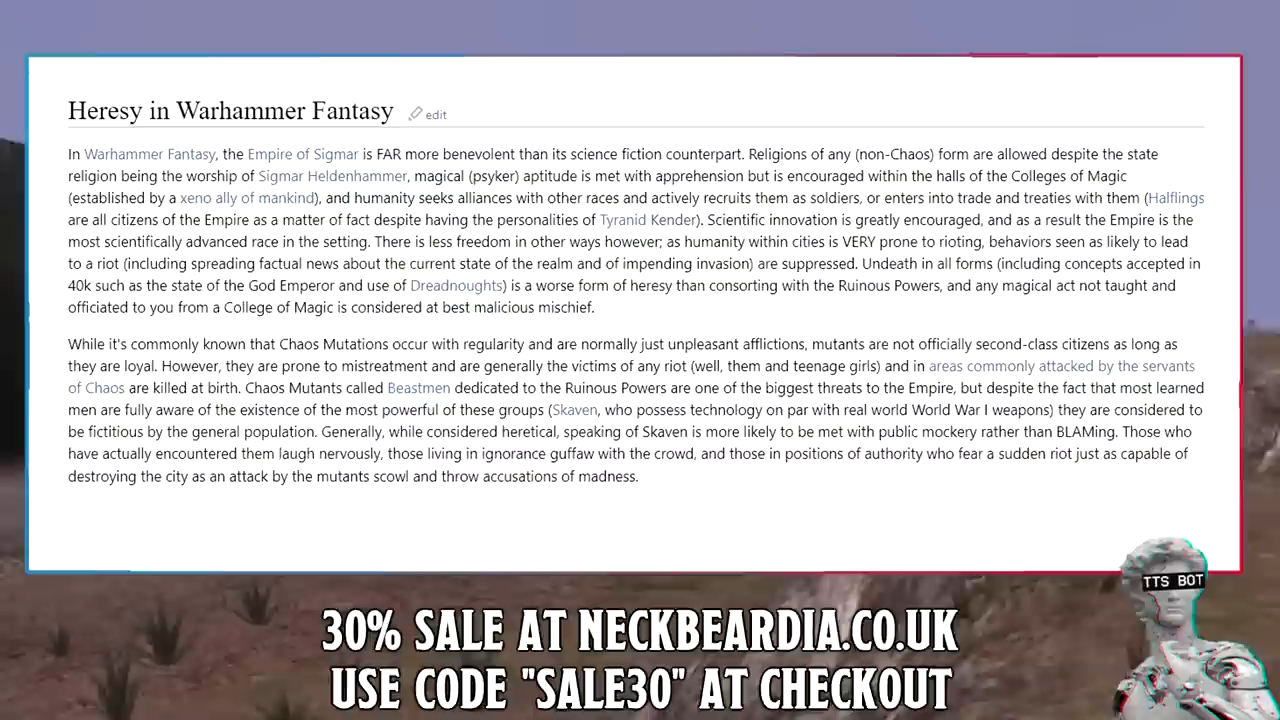 Heresy in Warhammer Fantasy edit
In Warhammer Fantasy, the Empire of Sigmar is FAR more benevolent than its science fiction counterpart. Religions of any (non-Chaos) form are allowed despite the state
religion being the worship of Sigmar Heldenhammer, magical (psyker) aptitude is met with apprehension but is encouraged within the halls of the Colleges of Magic
(established by a xeno ally of mankind), and humanity seeks alliances with other races and actively recruits them as soldiers, or enters into trade and treaties with them (Halflings
are all citizens of the Empire as a matter of fact despite having the personalities of Tyranid Kender). Scientific innovation is greatly encouraged, and as a result the Empire is the
most scientifically advanced race in the setting. There is less freedom in other ways however; as humanity within cities is VERY prone to rioting, behaviors seen as likely to lead
to a riot (including spreading factual news about the current state of the realm and of impending invasion) are suppressed. Undeath in all forms (including concepts accepted in
40k such as the state of the God Emperor and use of Dreadnoughts) is a worse form of heresy than consorting with the Ruinous Powers, and any magical act not taught and
officiated to you from a College of Magic is considered at best malicious mischief.
While it's commonly known that Chaos Mutations occur with regularity and are normally just unpleasant afflictions, mutants are not officially second-class citizens as long as
they are loyal. However, they are prone to mistreatment and are generally the victims of any riot (well, them and teenage girls) and in areas commonly attacked by the servants
of Chaos are killed at birth. Chaos Mutants called Beastmen dedicated to the Ruinous Powers are one of the biggest threats to the Empire, but despite the fact that most learned
men are fully aware of the existence of the most powerful of these groups (Skaven, who possess technology on par with real world World War I weapons) they are considered to
be fictitious by the general population. Generally, while considered heretical, speaking of Skaven is more likely to be met with public mockery rather than BLAMing. Those who
have actually encountered them laugh nervously, those living in ignorance guffaw with the crowd, and those in positions of authority who fear a sudden riot just as capable of
destroying the city as an attack by the mutants scowl and throw accusations of madness.
TTS BOT
30% SALE AT NECKBEARDIA.CO.UK
USE CODE "SALE30" AT CHECKOUT